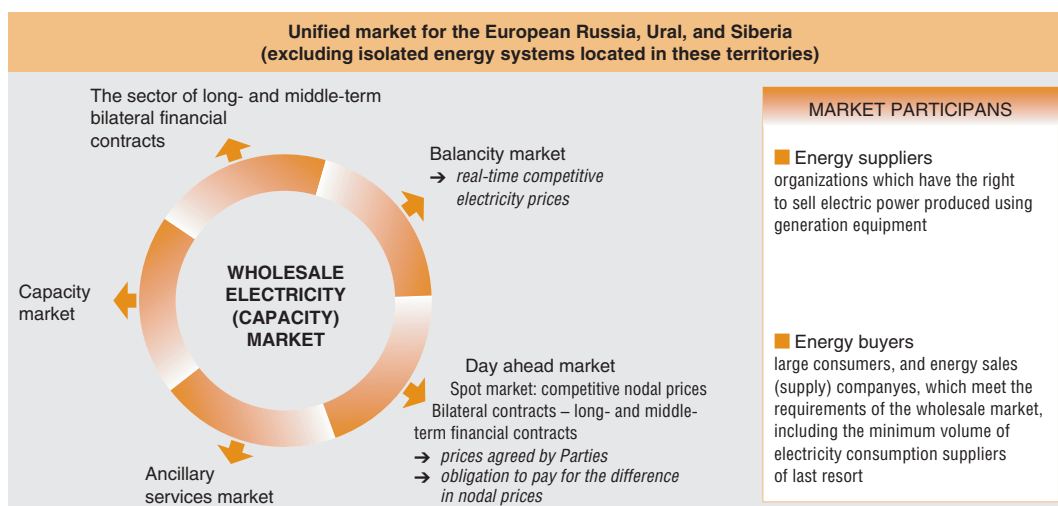 Unified market for the European Russia, Ural, and Siberia
(excluding isolated energy systems located in these territories)
The sector of long- and middle-term
bilateral financial
contracts
Balancity market
➔ real-time competitive
electricity prices
Capacity
market
WHOLESALE
ELECTRICITY
(CAPACITY)
MARKET
Day ahead market
Spot market: competitive nodal prices
Bilateral contracts – long- and middle-
term financial contracts
➔ prices agreed by Parties
➔ obligation to pay for the difference
in nodal prices
Ancillary
services market
MARKET PARTICIPANS
Energy suppliers
organizations which have the right
to sell electric power produced using
generation equipment
Energy buyers
large consumers, and energy sales
(supply) companyes, which meet the
requirements of the wholesale market,
including the minimum volume of
electricity consumption suppliers
of last resort